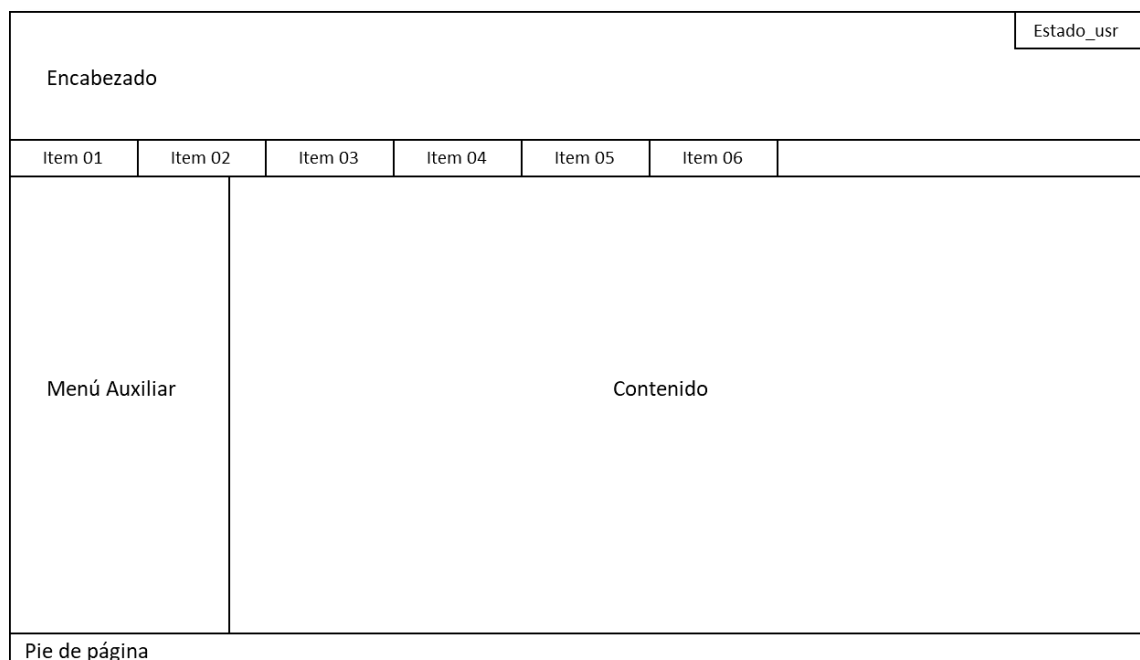 Estado_usr
Encabezado
Item 01 Item 02 Item 03 Item 04 Item 05 Item 06
Menú Auxiliar
Contenido
Pie de página